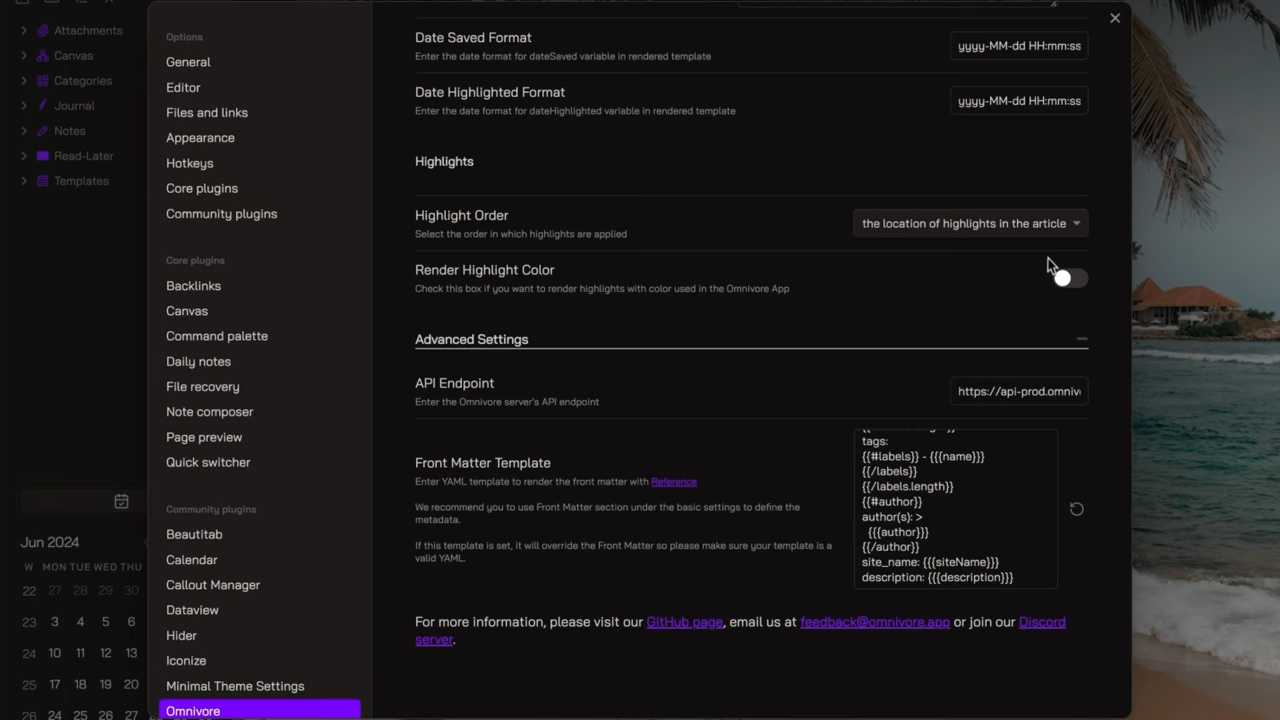 Attachments
Canvas
Categories
Journal
Notes
Read-Later
Templates
Jun 2024
W MON TUE WED THU
22 27 28 29 30
23 3 4 5 6
24 10 11 12 13
25 17 18 19 20
26 24 25 26 27
Options
General
Editor
Files and links
Appearance
Hotkeys
Core plugins
Community plugins
Core plugins
Backlinks
Canvas
Command palette
Daily notes
File recovery
Note composer
Page preview
Quick switcher
Community plugins
Beautitab
Calendar
Callout Manager
Dataview
Hider
Iconize
Minimal Theme Settings
Omnivore
Date Saved Format
Enter the date format for dateSaved variable in rendered template
yyyy-MM-dd HH:mm:ss
Date Highlighted Format
Enter the date format for dateHighlighted variable in rendered template
yyyy-MM-dd HH:mm:ss
Highlights
Highlight Order
Select the order in which highlights are applied
the location of highlights in the article
Render Highlight Color
Check this box if you want to render highlights with color used in the Omnivore App
Advanced Settings
API Endpoint
Enter the Omnivore server's API endpoint
https://api-prod.omniv
Front Matter Template
Enter YAML template to render the front matter with Reference
We recommend you to use Front Matter section under the basic settings to define the
metadata.
If this template is set, it will override the Front Matter so please make sure your template is a
valid YAML.
tags:
{{#labels}} - {{{name}}}
{{/labels}}
{{/labels.length}}
{{#author}}
author(s): >
{{{author}}}
{{/author}}
site_name: {{{siteName}}}
description: {{{description}}}
For more information, please visit our GitHub page, email us at feedback@omnivore.app or join our Discord
server.